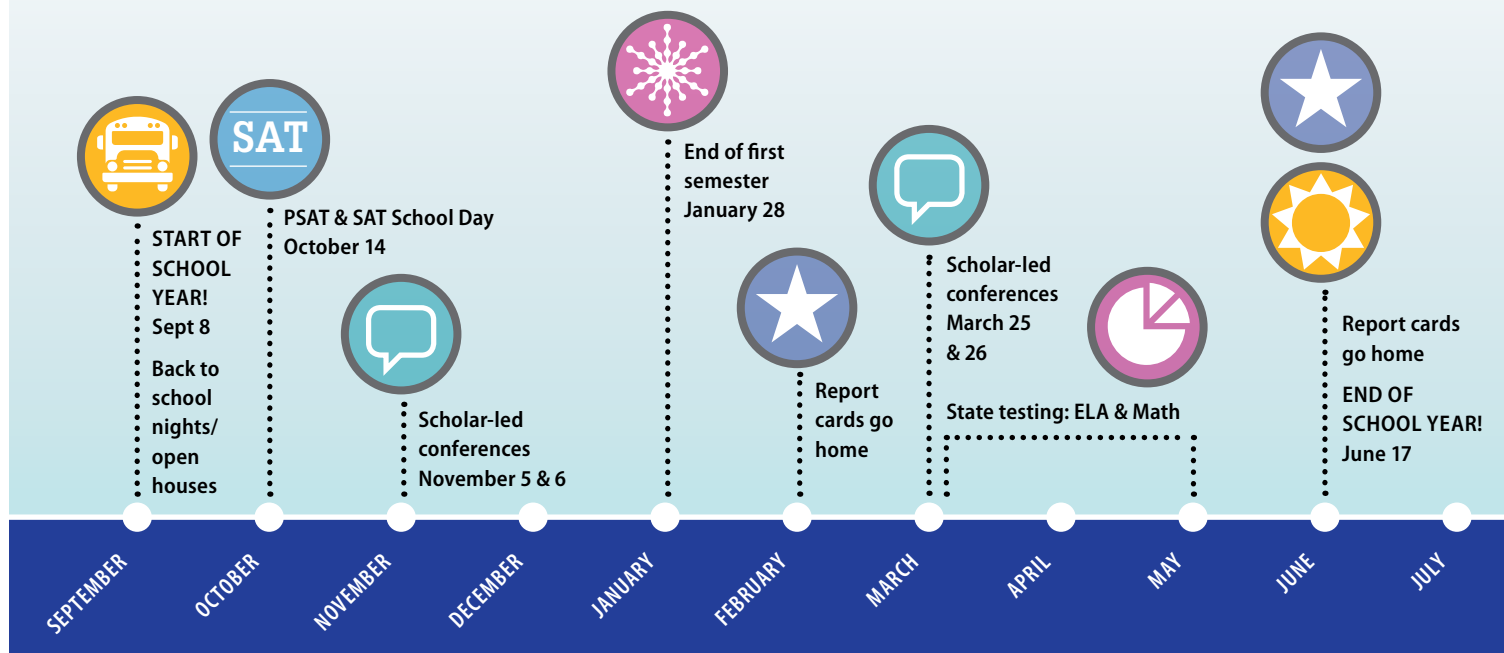 SAT
START OF
SCHOOL
YEAR!
Sept 8
Back to
school
nights/
open
houses
PSAT & SAT School Day
October 14
Scholar-led
conferences
November 5 & 6
End of first
semester
January 28
Report
cards go
home
Scholar-led
conferences
March 25
& 26
State testing: ELA & Math
Report cards
go home
END OF
SCHOOL YEAR!
June 17
SEPTEMBER
OCTOBER
NOVEMBER
DECEMBER
JANUARY
FEBRUARY
MARCH
APRIL
MAY
JUNE
JULY